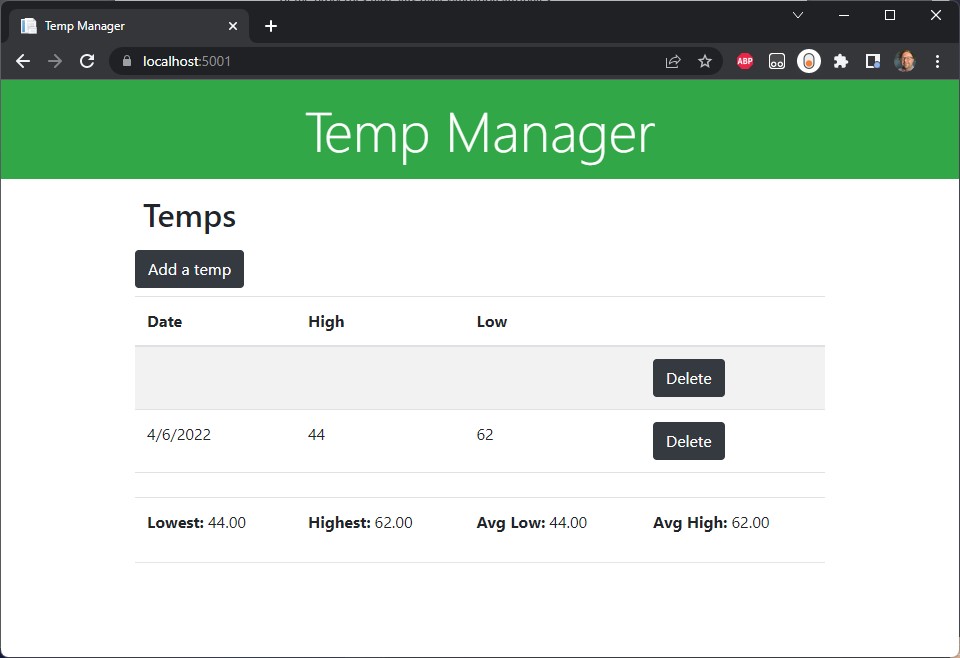 Temp Manager
localhost:5001
ABP
Temp Manager
Temps
Add a temp
Date High Low
Delete
4/6/2022 44 62 Delete
Lowest: 44.00 Highest: 62.00 Avg Low: 44.00 Avg High: 62.00